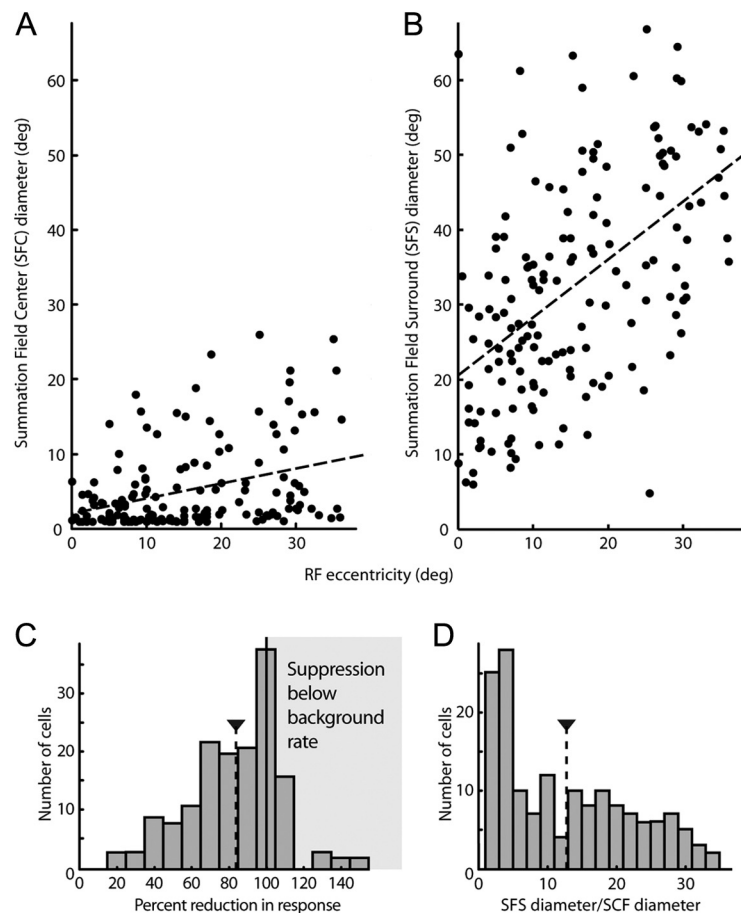 A
B
Summation Field Center (SFC) diameter (deg)
60
50
40
30
20
10
0
0 10 20 30
Summation Field Surround (SFS) diameter (deg)
60
50
40
30
20
10
0
0 10 20 30
RF eccentricity (deg)
C
Number of cells
30
20
10
0
Suppression
below
background
rate
20 40 60 80 100 140
Percent reduction in response
D
Number of cells
20
10
0
0 10 20 30
SFS diameter/SCF diameter